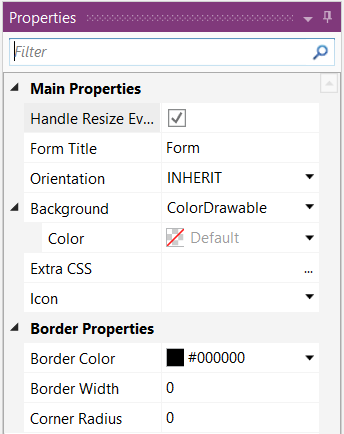 Properties
Filter
Main Properties
Handle Resize Ev...
Form Title Form
Orientation INHERIT
Background ColorDrawable
Color Default
Extra CSS ...
Icon
Border Properties
Border Color #000000
Border Width 0
Corner Radius 0